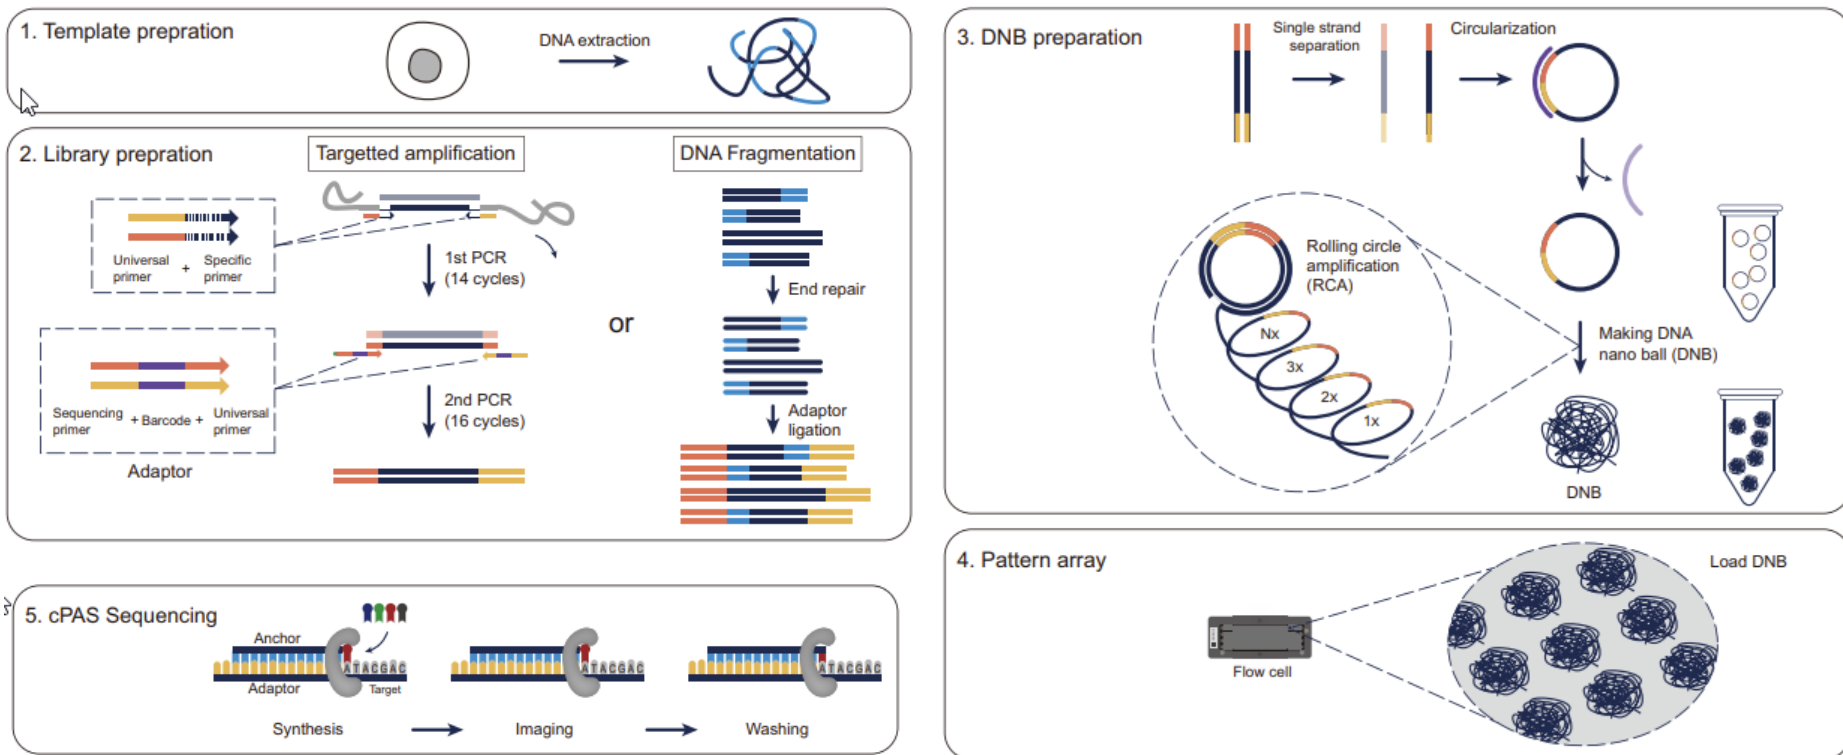 1. Template prepration
DNA extraction
2. Library prepration
Targetted amplification
DNA Fragmentation
Universal
primer
+
Specific
primer
1st PCR
(14 cycles)
or
End repair
Sequencing
primer
+ Barcode +
Universal
primer
Adaptor
2nd PCR
(16 cycles)
Adaptor
ligation
3. DNB preparation
Single strand
separation
Circularization
Rolling circle
amplification
(RCA)
Nx
3x
2x
1x
Making DNA
nano ball (DNB)
DNB
4. Pattern array
Load DNB
Flow cell
5. cPAS Sequencing
Anchor
ATACGAC
Adaptor
Target
ATACGAC
ATACGAC
Synthesis
Imaging
Washing